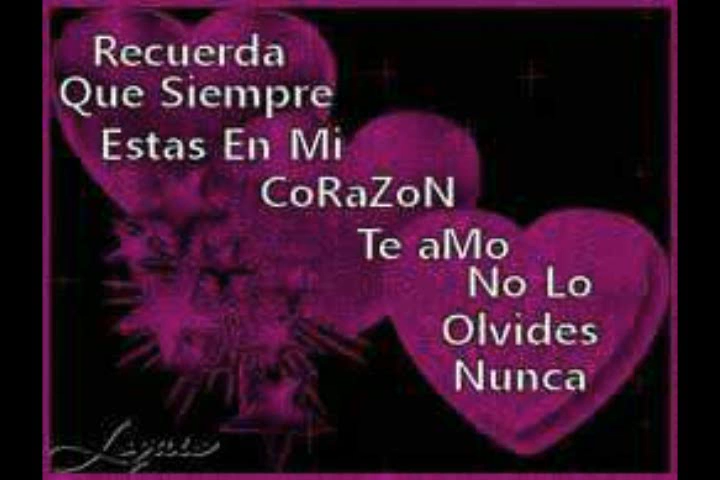 Recuerda
Que Siempre
Estas En Mi
CoRaZoN
Te aMo
No Lo
Olvides
Nunca